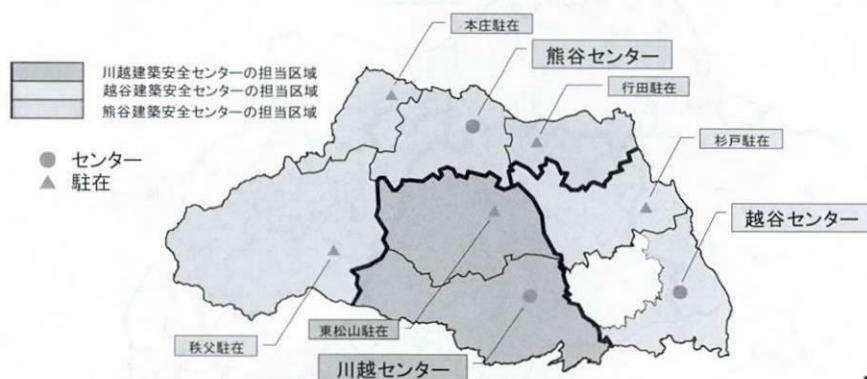 本庄駐在
熊谷センター
行田駐在
川越建築安全センターの担当区域
越谷建築安全センターの担当区域
熊谷建築安全センターの担当区域
杉戸駐在
センター
駐在
越谷センター
東松山駐在
秩父駐在
川越センター